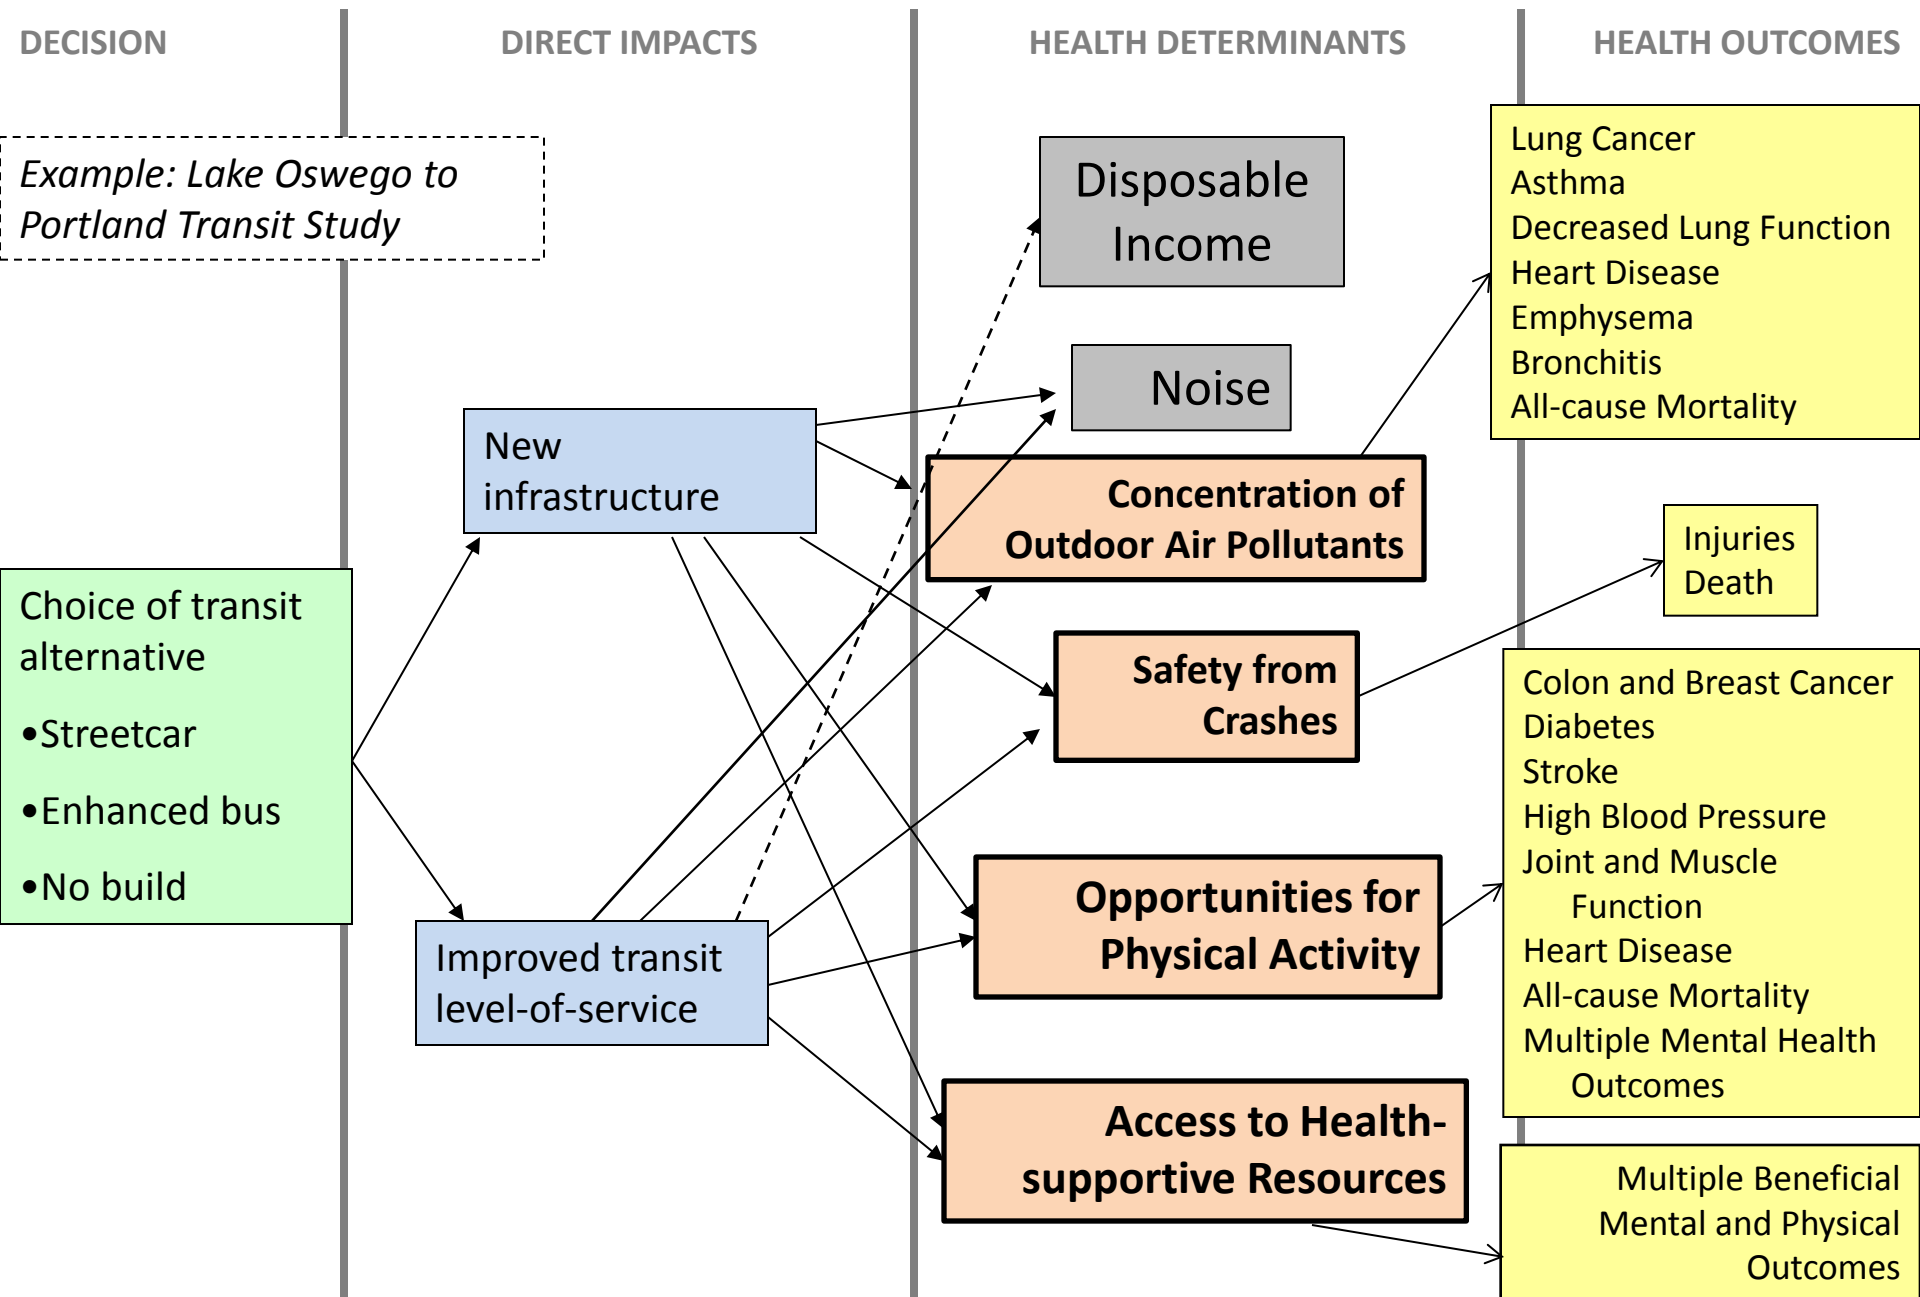 DECISION
DIRECT IMPACTS
HEALTH DETERMINANTS
HEALTH OUTCOMES
Example: Lake Oswego to
Portland Transit Study
Choice of transit
alternative
•Streetcar
•Enhanced bus
•No build
New
infrastructure
Improved transit
level-of-service
Disposable
Income
Noise
Concentration of
Outdoor Air Pollutants
Safety from
Crashes
Opportunities for
Physical Activity
Access to Health-
supportive Resources
Lung Cancer
Asthma
Decreased Lung Function
Heart Disease
Emphysema
Bronchitis
All-cause Mortality
Injuries
Death
Colon and Breast Cancer
Diabetes
Stroke
High Blood Pressure
Joint and Muscle
Function
Heart Disease
All-cause Mortality
Multiple Mental Health
Outcomes
Multiple Beneficial
Mental and Physical
Outcomes